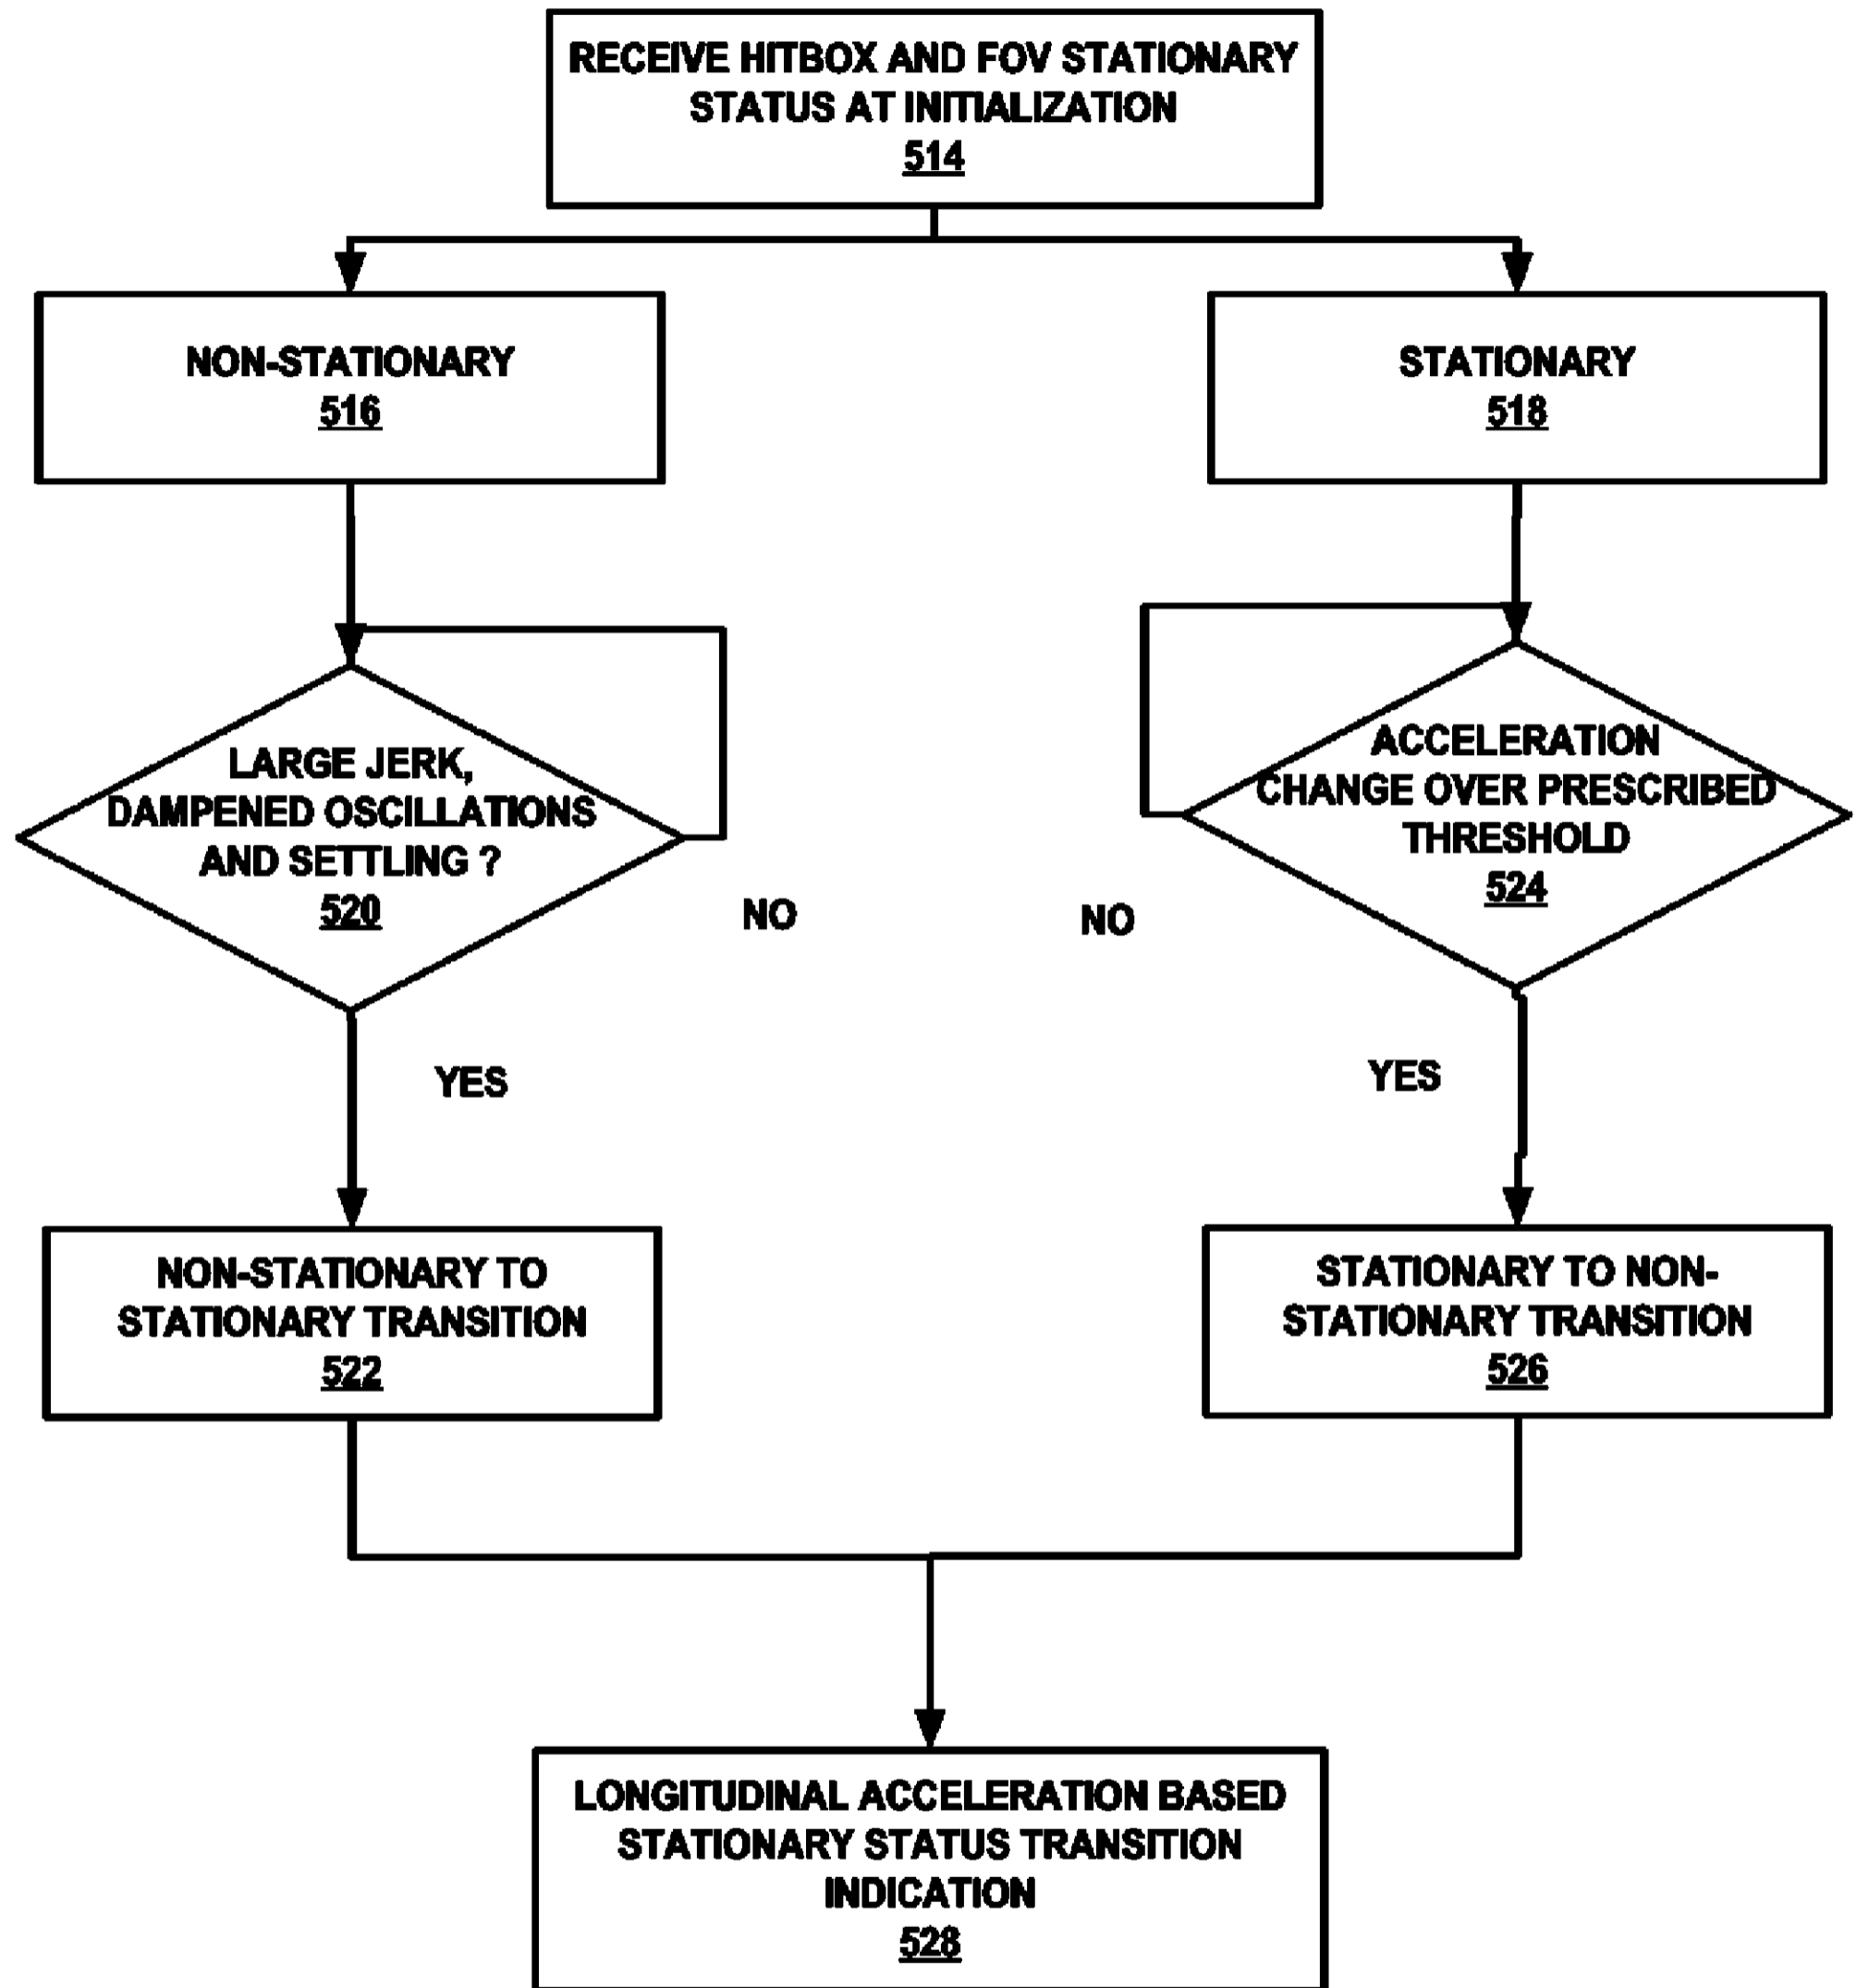 RECEIVE HITBOX AND FOV STATIONARY
STATUS AT INITIALIZATION
514
NON-STATIONARY
516
STATIONARY
518
LARGE JERK,
DAMPENED OSCILLATIONS
AND SETTLING ?
520
NO
ACCELERATION
CHANGE OVER PRESCRIBED
THRESHOLD
524
NO
YES
YES
NON-STATIONARY TO
STATIONARY TRANSITION
522
STATIONARY TO NON-
STATIONARY TRANSITION
526
LONGITUDINAL ACCELERATION BASED
STATIONARY STATUS TRANSITION
INDICATION
528